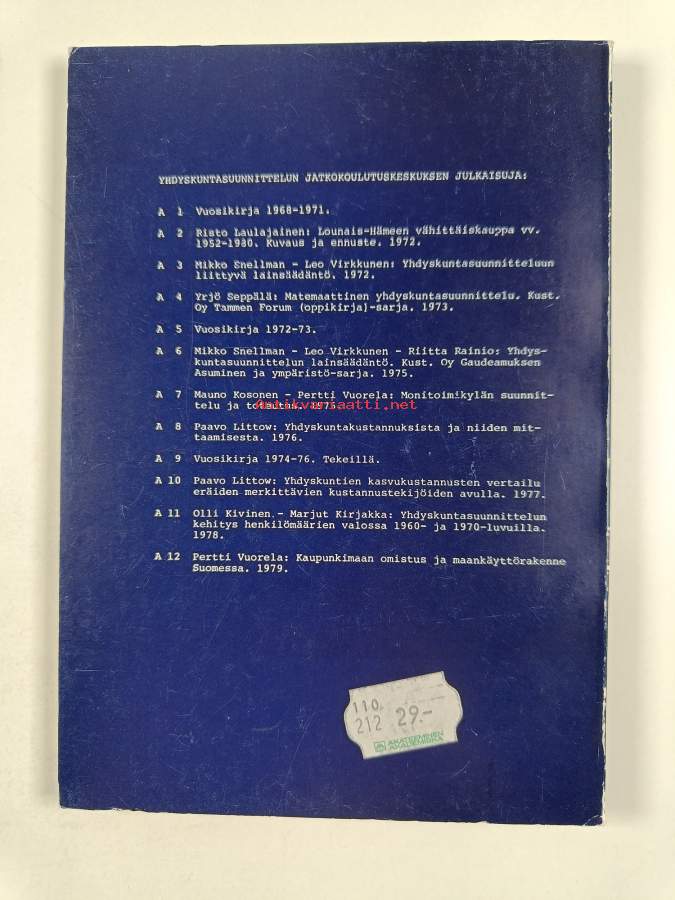 YHDYSKUNTASUUNNITTELUN JATKOKOULUTUSKESKUKSEN JULKAISUJA:
A 1 Vuosikirja 1968-1971.
A 2 Risto Laulajainen: Lounais-Hämeen vähittäiskauppa vv.
1952-1980. Kuvaus ja ennuste. 1972.
A 3 Mikko Snellman - Leo Virkkunen: Yhdyskuntasuunnitteluun
liittyvä lainsäädäntö. 1972.
A 4 Yrjö Seppälä: Matemaattinen yhdyskuntasuunnittelu. Kust.
Oy Tammen Forum (oppikirja)-sarja. 1973.
A 5 Vuosikirja 1972-73.
A 6 Mikko Snellman - Leo Virkkunen - Riitta Rainio: Yhdys-
kuntasuunnittelun lainsäädäntö. Kust. Oy Gaudeamuksen
Asuminen ja ympäristö-sarja. 1975.
A 7 Mauno Kosonen - Pertti Vuorela: Monitoimikylän suunnit-
telu ja toteutus. 1975.
Antiikvariaatti.net
A 8 Paavo Littow: Yhdyskuntakustannuksista ja niiden mit-
taamisesta. 1976.
A 9 Vuosikirja 1974-76. Tekeillä.
A 10 Paavo Littow: Yhdyskuntien kasvukustannusten vertailu
eräiden merkittävien kustannustekijöiden avulla. 1977.
A 11 Olli Kivinen - Marjut Kirjakka: Yhdyskuntasuunnittelun
kehitys henkilömäärien valossa 1960- ja 1970-luvuilla.
1978.
A 12 Pertti Vuorela: Kaupunkimaan omistus ja maankäyttörakenne
Suomessa. 1979.
110.
212 29.-
AKATEEMINEN
AKADEMISKA